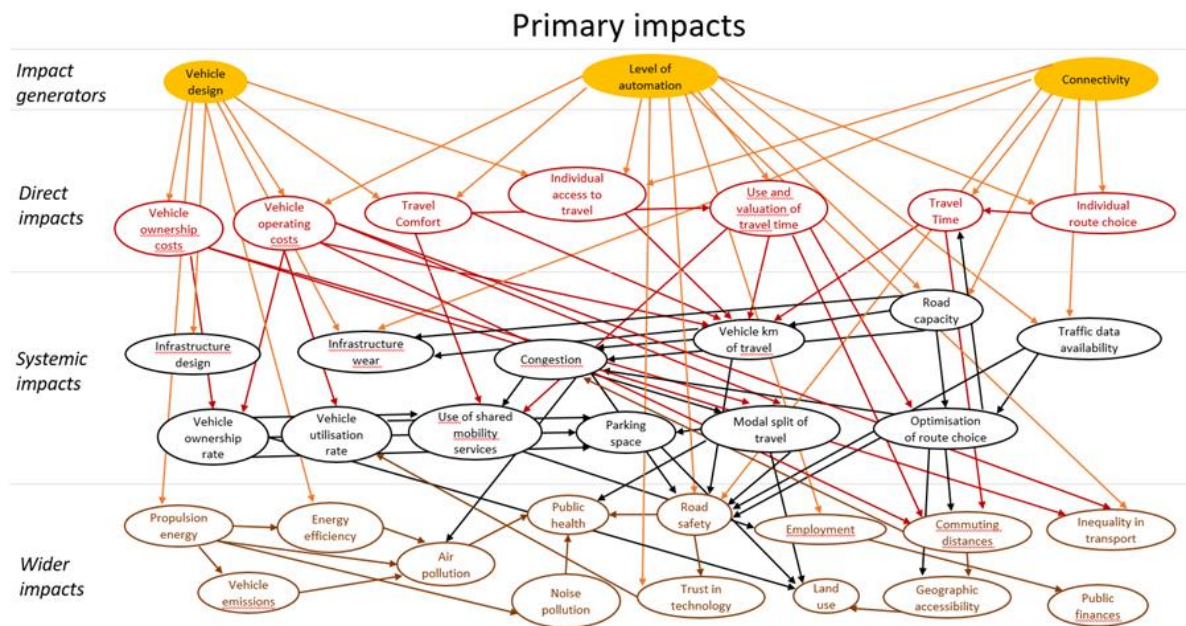 Primary impacts
Impact
generators
Vehicle
design
Level of
automation
Connectivity
Direct
impacts
Vehicle
ownership
costs
Vehicle
operating
costs
Travel
Comfort
Individual
access to
travel
Use and
valuation of
travel time
Travel
Time
Individual
route choice
Systemic
impacts
Infrastructure
design
Infrastructure
wear
Congestion
Vehicle km
of travel
Road
capacity
Traffic data
availability
Vehicle
ownership
rate
Vehicle
utilisation
rate
Use of shared
mobility
services
Parking
space
Modal split of
travel
Optimisation
of route choice
Wider
impacts
Propulsion
energy
Energy
efficiency
Public
health
Road
safety
Employment
Commuting
distances
Inequality in
transport
Air
pollution
Vehicle
emissions
Noise
pollution
Trust in
technology
Land
use
Geographic
accessibility
Public
finances